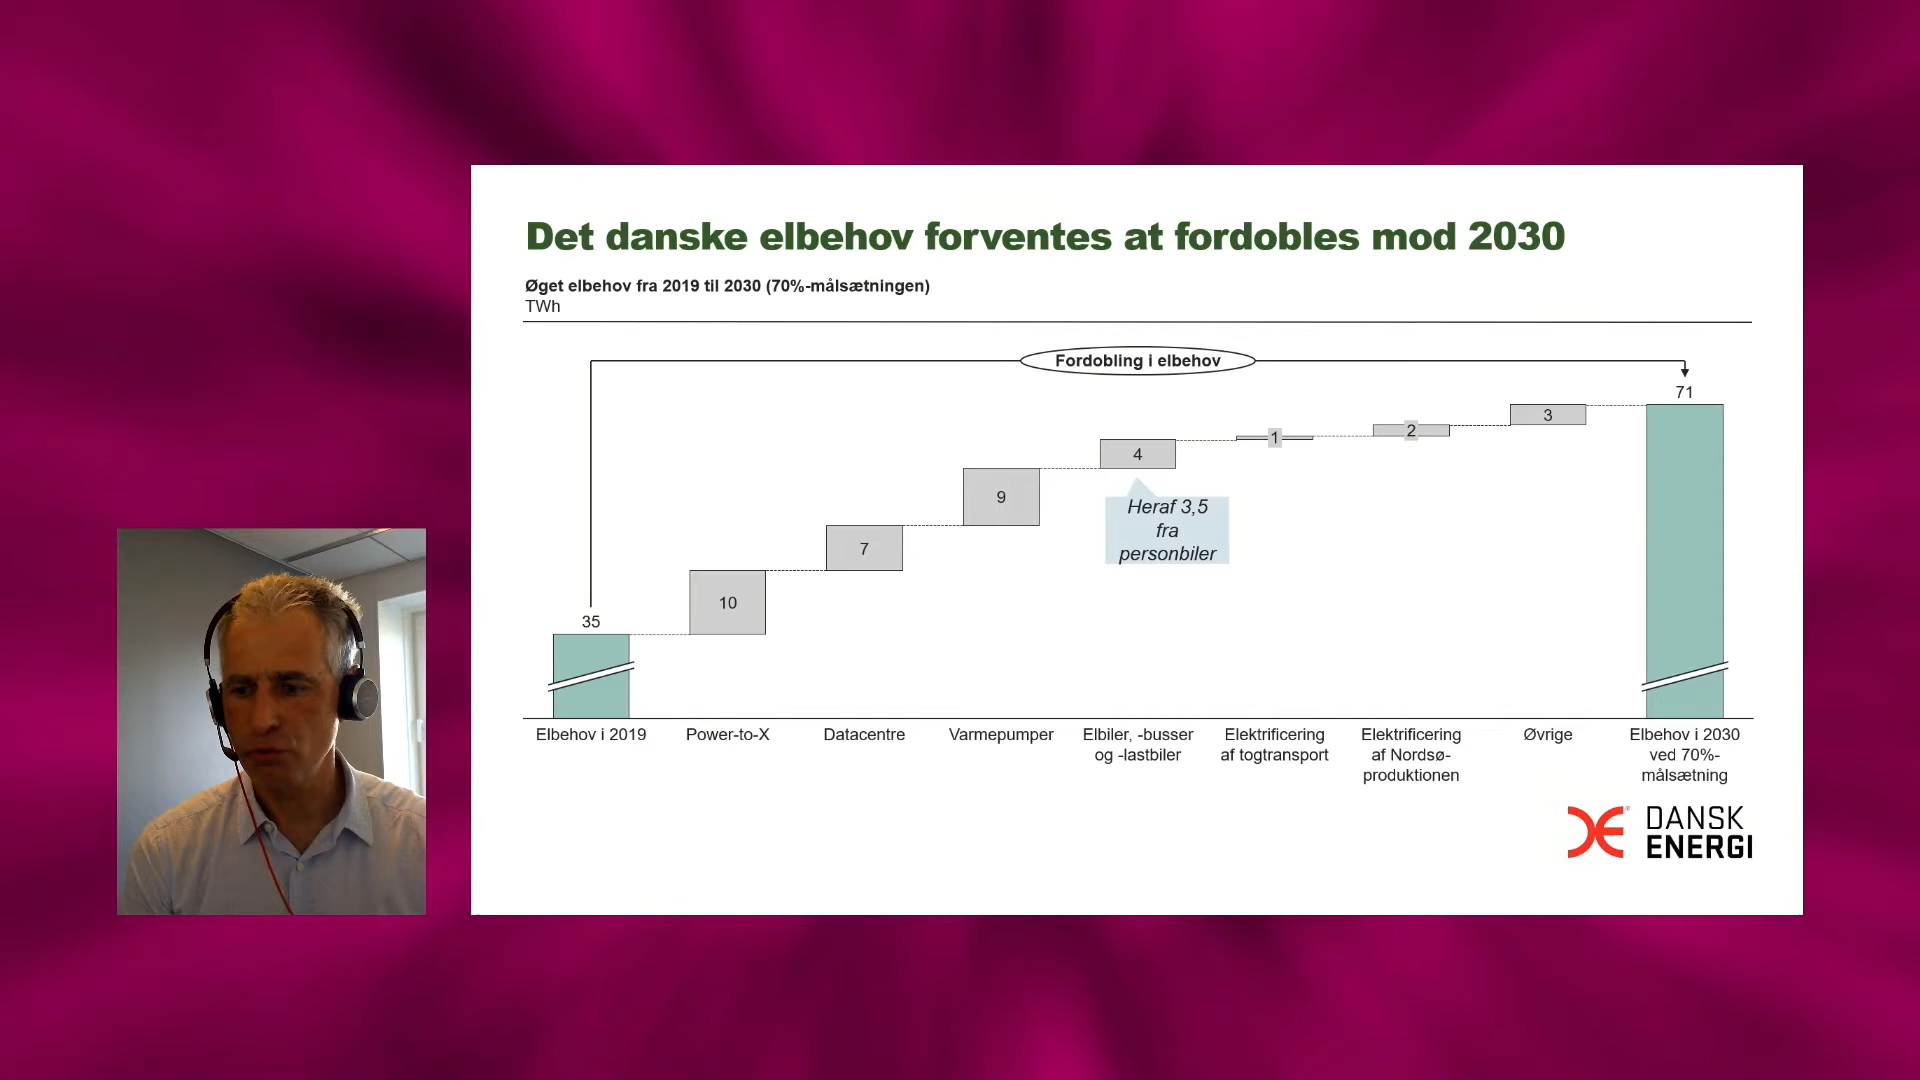 Det danske elbehov forventes at fordobles mod 2030
Øget elbehov fra 2019 til 2030 (70%-målsætningen)
TWh
Fordobling i elbehov
71
3
2
1
4
9
Heraf 3,5
fra
personbiler
7
10
35
Elbehov i 2019
Power-to-X
Datacentre
Varmepumper
Elbiler, -busser
og -lastbiler
Elektrificering
af togtransport
Elektrificering
af Nordsø-
produktionen
Øvrige
Elbehov i 2030
ved 70%-
målsætning
DANSK
ENERGI